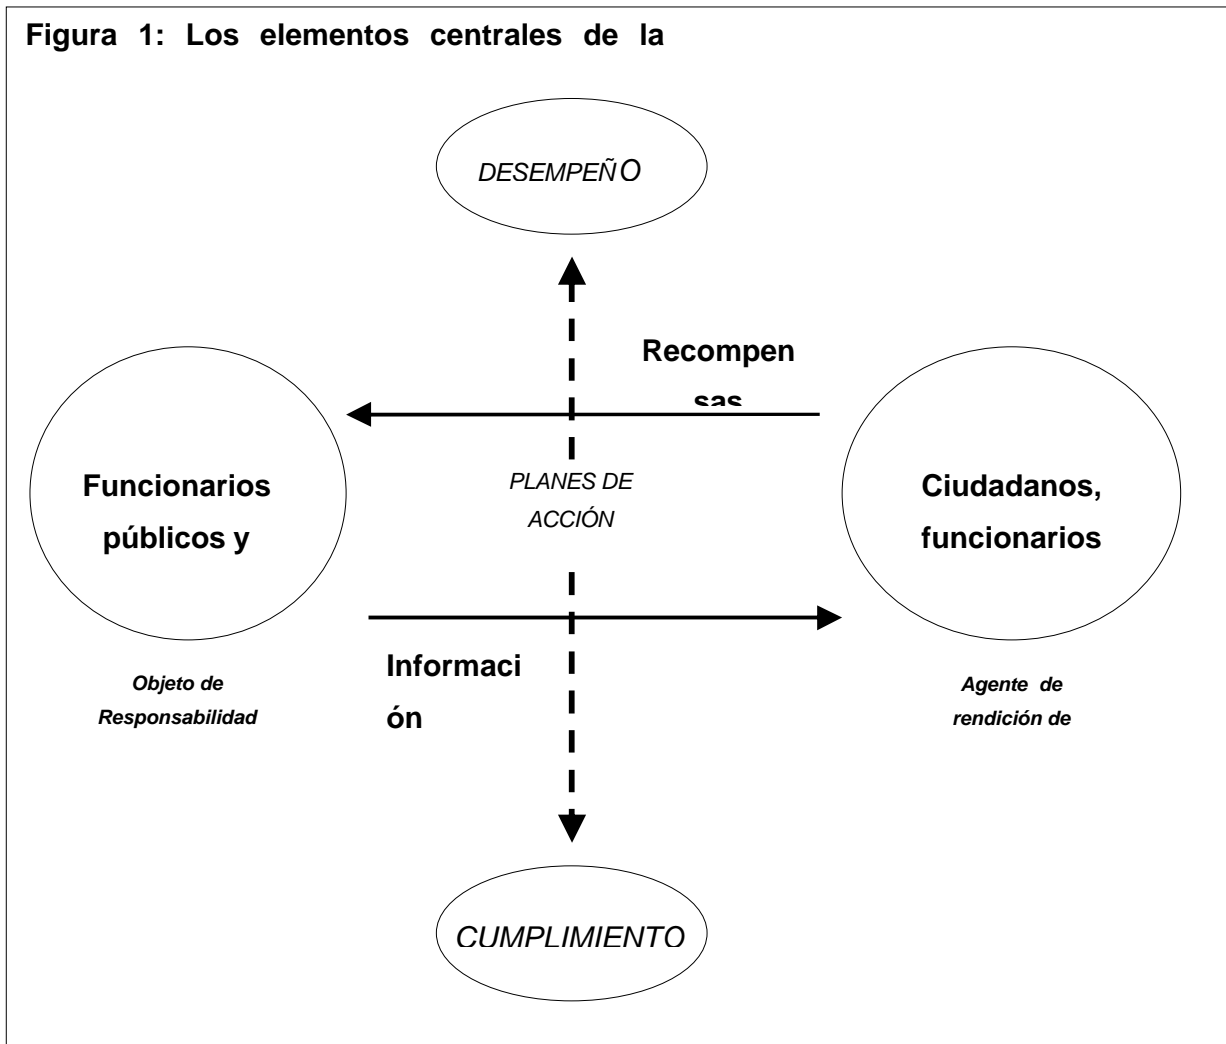 Figura 1: Los elementos centrales de la
DESEMPEÑO
Recompen
sas
Funcionarios
públicos y
PLANES DE
ACCIÓN
Ciudadanos,
funcionarios
Informaci
ón
Objeto de
Responsabilidad
Agente de
rendición de
CUMPLIMIENTO